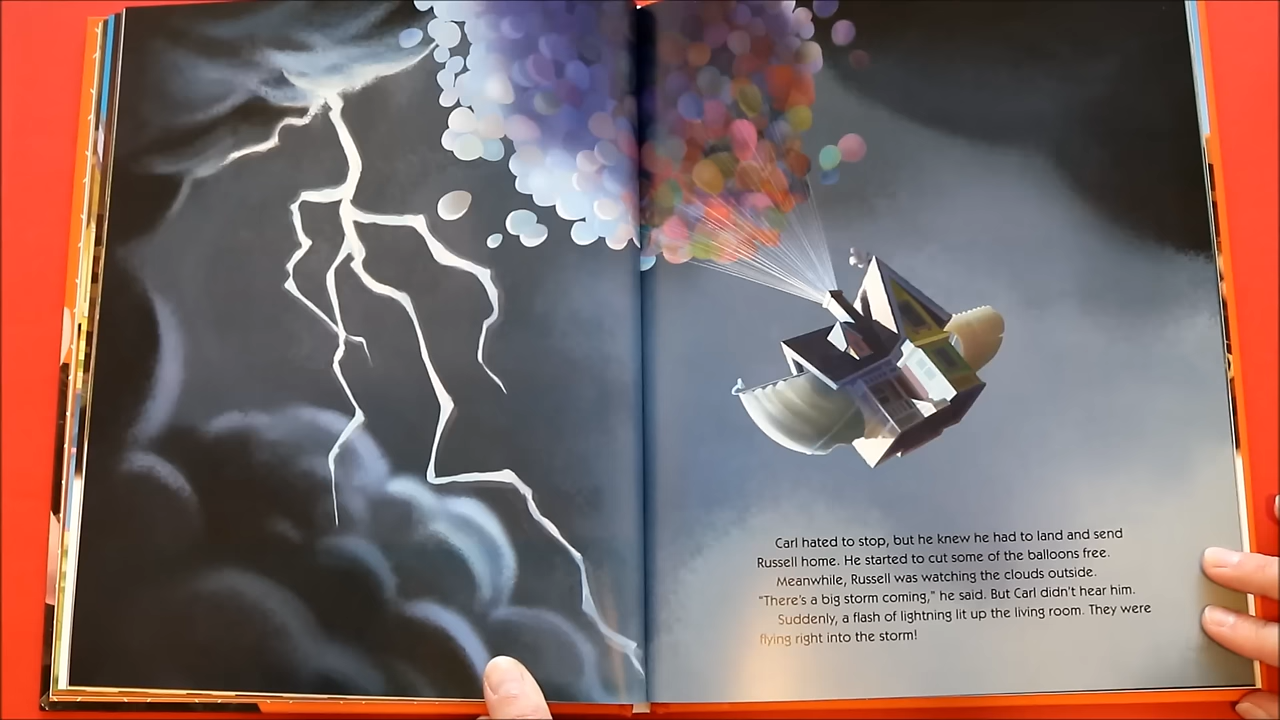 Carl hated to stop, but he knew he had to land and send
Russell home. He started to cut some of the balloons free.
Meanwhile, Russell was watching the clouds outside.
"There's a big storm coming," he said. But Carl didn't hear him.
Suddenly, a flash of lightning lit up the living room. They were
flying right into the storm!